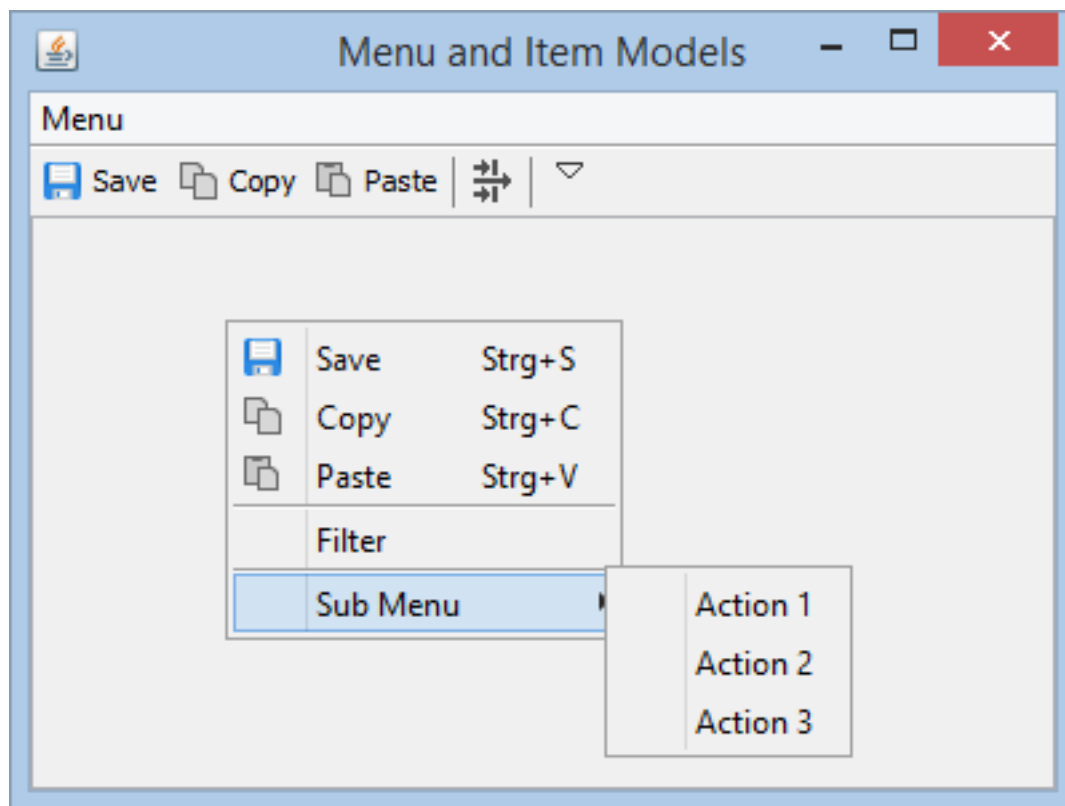 Menu and Item Models
Menu
Save Copy Paste
Save Strg+S
Copy Strg+C
Paste Strg+V
Filter
Sub Menu
Action 1
Action 2
Action 3